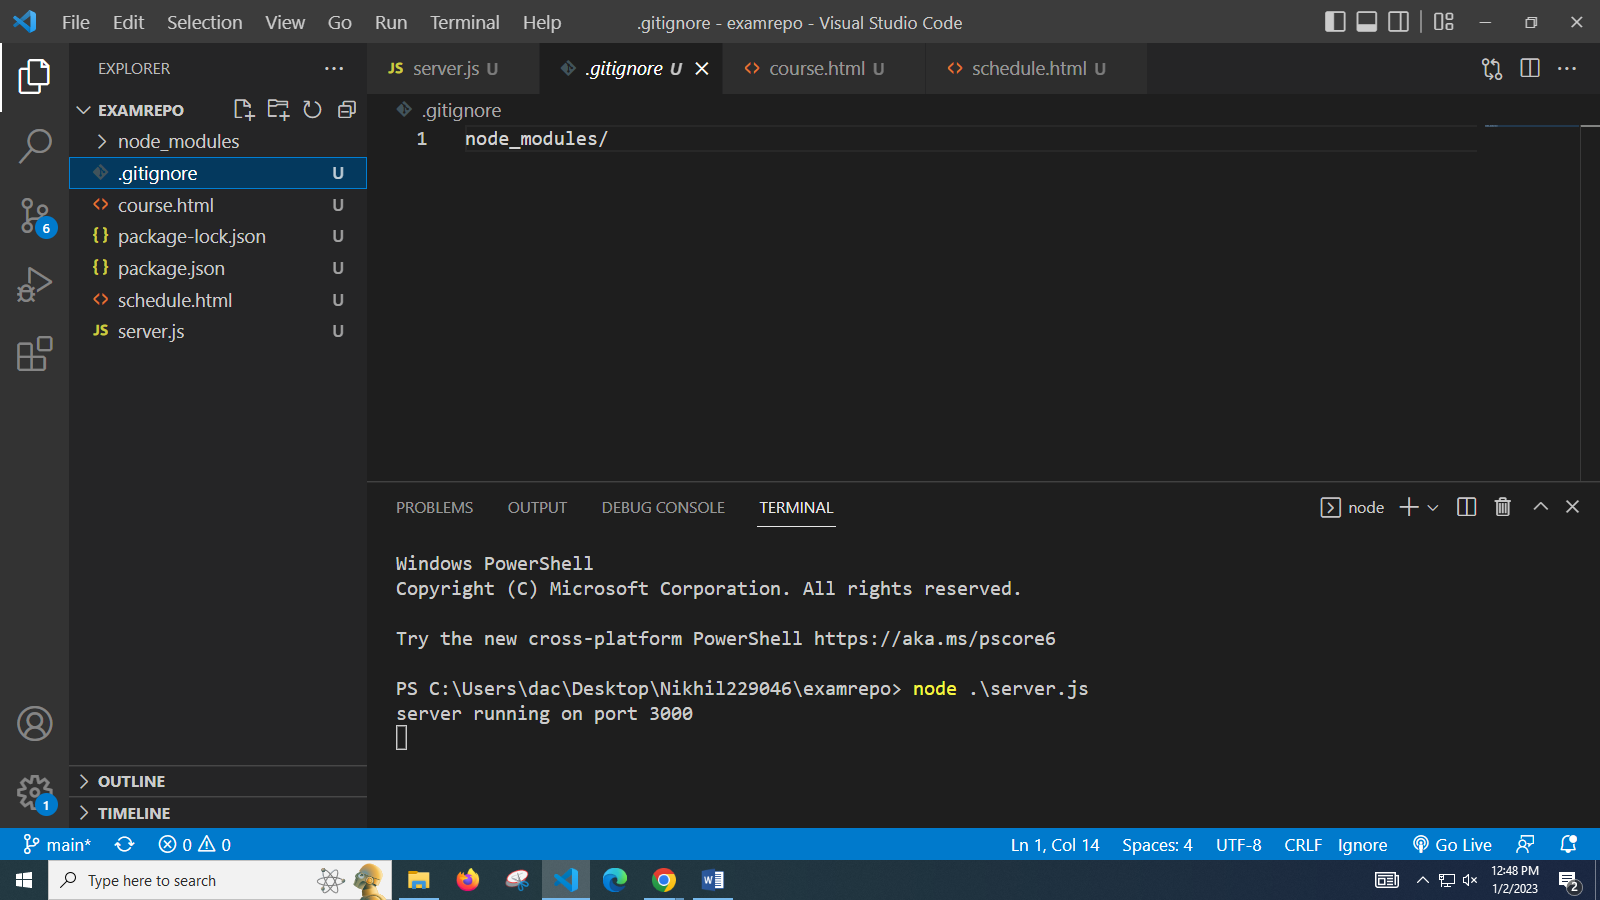 File Edit Selection View Go Run Terminal Help .gitignore - examrepo - Visual Studio Code
EXPLORER
JS server.js U .gitignore U course.html U schedule.html U
EXAMREPO
.gitignore
node_modules
1 node_modules/
.gitignore U
course.html U
6
{} package-lock.json U
{} package.json U
schedule.html U
JS server.js U
PROBLEMS OUTPUT DEBUG CONSOLE TERMINAL node
Windows PowerShell
Copyright (C) Microsoft Corporation. All rights reserved.
Try the new cross-platform PowerShell https://aka.ms/pscore6
PS C:\Users\dac\Desktop\Nikhil229046\examrepo> node .\server.js
server running on port 3000
OUTLINE
1
TIMELINE
main* 0 0 Ln 1, Col 14 Spaces: 4 UTF-8 CRLF Ignore Go Live
Type here to search
12:48 PM
1/2/2023
2